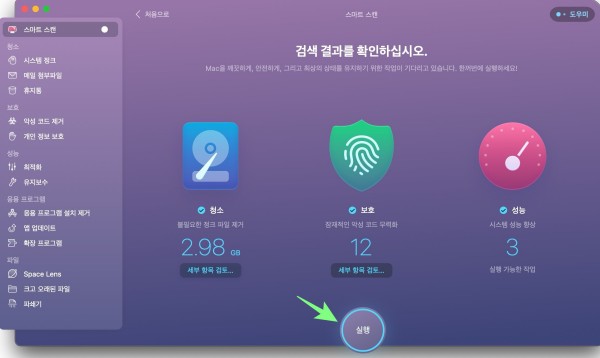 처음으로
스마트 스캔
도우미
스마트 스캔
청소
시스템 정크
메일 첨부파일
휴지통
보호
악성 코드 제거
개인 정보 보호
성능
최적화
유지보수
응용 프로그램
응용 프로그램 설치 제거
앱 업데이트
확장 프로그램
파일
Space Lens
크고 오래된 파일
파쇄기
검색 결과를 확인하십시오.
Mac을 깨끗하게, 안전하게, 그리고 최상의 상태를 유지하기 위한 작업이 기다리고 있습니다. 한꺼번에 실행하세요!
청소
불필요한 정크 파일 제거
2.98 GB
세부 항목 검토...
보호
잠재적인 악성 코드 무력화
12
세부 항목 검토...
성능
시스템 성능 향상
3
실행 가능한 작업
실행